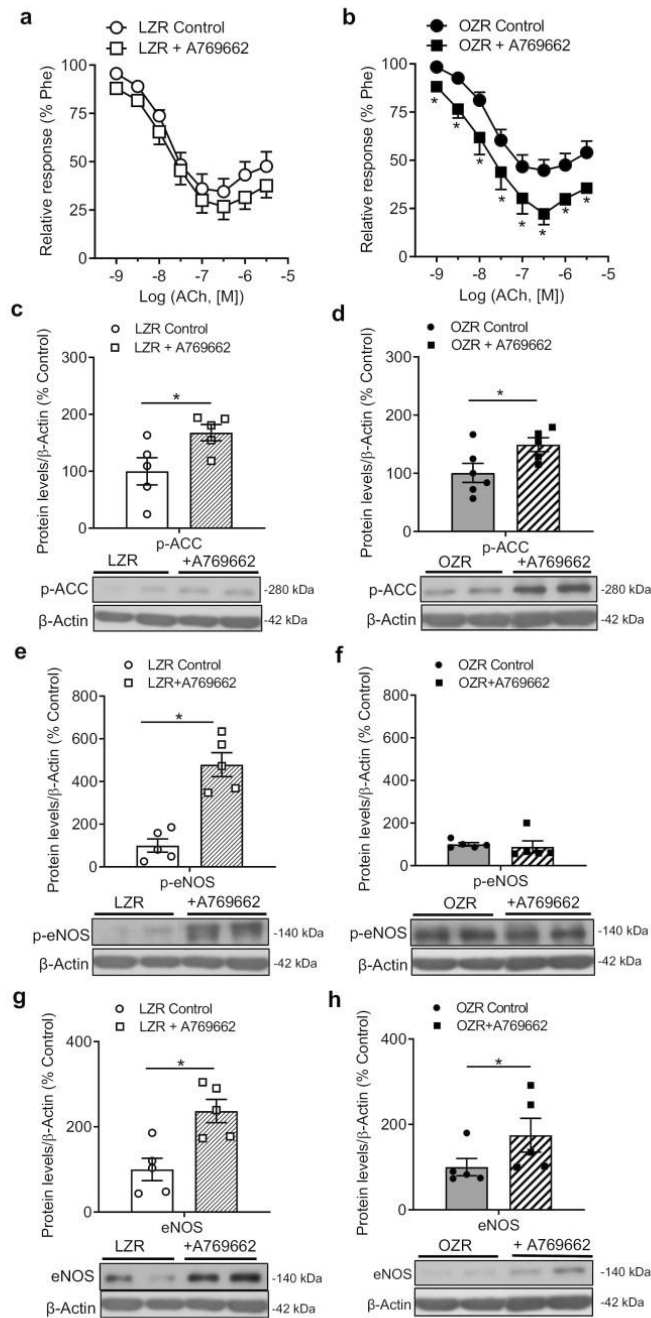 a
LZR Control
LZR + A769662
Relative response (% Phe)
100
75
50
25
0
-9
-8
-7
-6
-5
Log (ACh, [M])
b
OZR Control
OZR + A769662
Relative response (% Phe)
100
75
50
25
0
* * * * * * * *
-9
-8
-7
-6
-5
Log (ACh, [M])
c
LZR Control
LZR + A769662
Protein levels/β-Actin (% Control)
300
200
100
0
*
p-ACC
LZR
+A769662
p-ACC
-280 kDa
β-Actin
-42 kDa
d
OZR Control
OZR + A769662
Protein levels/β-Actin (% Control)
300
200
100
0
*
p-ACC
OZR
+A769662
p-ACC
-280 kDa
β-Actin
-42 kDa
e
LZR Control
LZR+A769662
Protein levels/β-Actin (% Control)
800
600
400
200
0
*
p-eNOS
LZR
+A769662
p-eNOS
-140 kDa
β-Actin
-42 kDa
f
OZR Control
OZR+A769662
Protein levels/β-Actin (% Control)
800
600
400
200
0
p-eNOS
OZR
+A769662
p-eNOS
-140 kDa
β-Actin
-42 kDa
g
LZR Control
LZR + A769662
Protein levels/β-Actin (% Control)
400
200
0
*
eNOS
LZR
+A769662
eNOS
-140 kDa
β-Actin
-42 kDa
h
OZR Control
OZR+A769662
Protein levels/β-Actin (% Control)
400
200
0
*
eNOS
OZR
+ A769662
eNOS
-140 kDa
β-Actin
-42 kDa